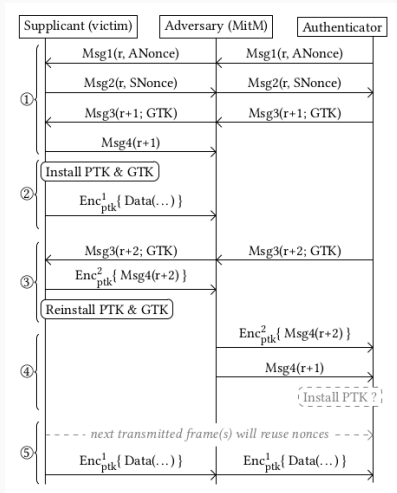 Supplicant (victim) Adversary (MitM) Authenticator
Msg1(r, ANonce) Msg1(r, ANonce)
Msg2(r, SNonce) Msg2(r, SNonce)
①
Msg3(r+1; GTK) Msg3(r+1; GTK)
Msg4(r+1)
Install PTK & GTK
②
Enc¹ₚₜₖ{ Data(...) }
Msg3(r+2; GTK) Msg3(r+2; GTK)
③ Enc²ₚₜₖ{ Msg4(r+2) }
Reinstall PTK & GTK
Enc²ₚₜₖ{ Msg4(r+2) }
④ Msg4(r+1)
Install PTK ?
next transmitted frame(s) will reuse nonces
⑤ Enc¹ₚₜₖ{ Data(...) } Enc¹ₚₜₖ{ Data(...) }